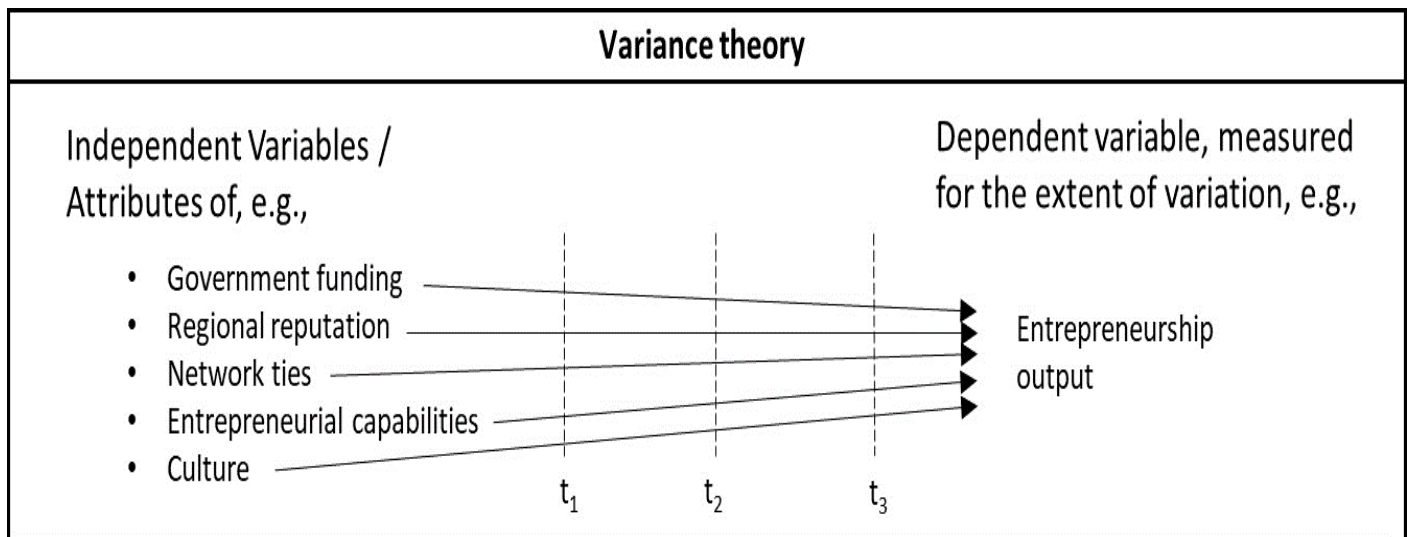 Variance theory
Independent Variables /
Attributes of, e.g.,
• Government funding
• Regional reputation
• Network ties
• Entrepreneurial capabilities
• Culture
Dependent variable, measured
for the extent of variation, e.g.,
Entrepreneurship
output
t₁
t₂
t₃